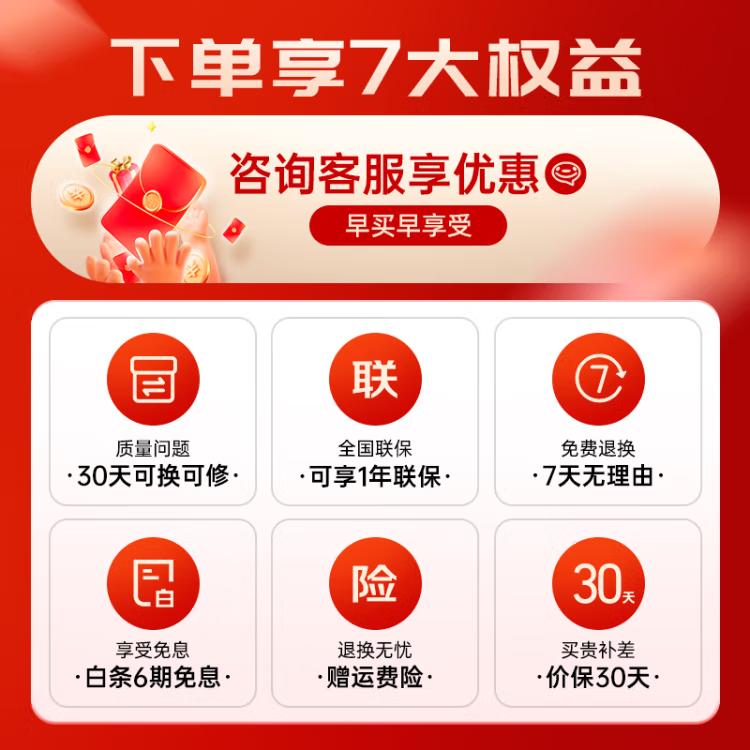 下单享7大权益
咨询客服享优惠
早买早享受
联
7
质量问题
全国联保
免费退换
·30天可换可修·
·可享1年联保·
·7天无理由·
白
险
30天
享受免息
退换无忧
买贵补差
·白条6期免息·
·赠运费险·
·价保30天·